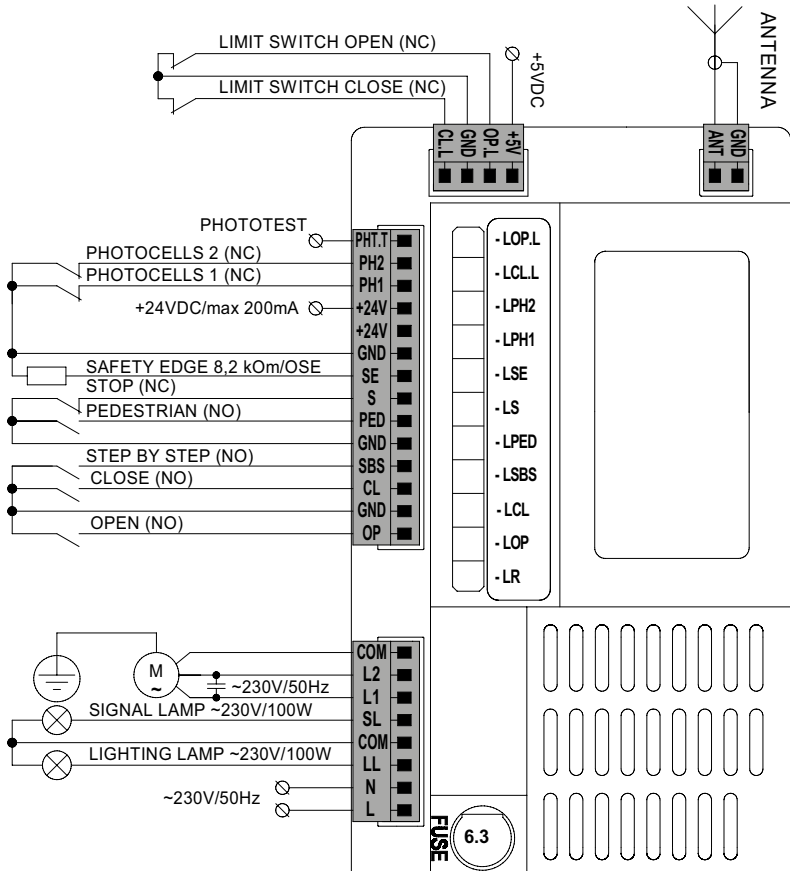 LIMIT SWITCH OPEN (NC)
LIMIT SWITCH CLOSE (NC)
+5VDC
ANTENNA
CL.L
GND
OP.L
+5V
ANT
GND
PHOTOTEST
PHT.T
PHOTOCELLS 2 (NC)
PH2
PHOTOCELLS 1 (NC)
PH1
+24VDC/max 200mA
+24V
+24V
GND
SAFETY EDGE 8,2 kOm/OSE
SE
STOP (NC)
S
PEDESTRIAN (NO)
PED
GND
STEP BY STEP (NO)
SBS
CLOSE (NO)
CL
GND
OPEN (NO)
OP
- LOP.L
- LCL.L
- LPH2
- LPH1
- LSE
- LS
- LPED
- LSBS
- LCL
- LOP
- LR
COM
M
~
L2
~230V/50Hz
L1
SIGNAL LAMP ~230V/100W
SL
COM
LIGHTING LAMP ~230V/100W
LL
~230V/50Hz
N
L
FUSE
6.3